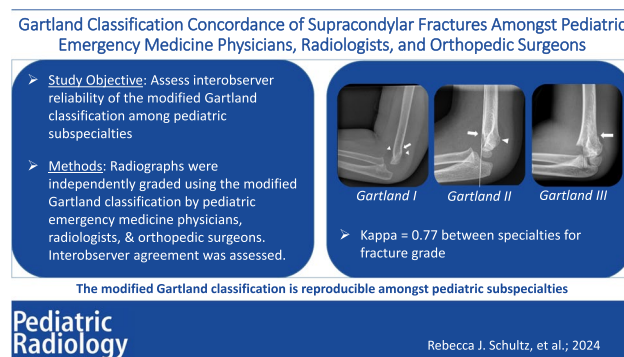 Gartland Classification Concordance of Supracondylar Fractures Amongst Pediatric
Emergency Medicine Physicians, Radiologists, and Orthopedic Surgeons
➢ Study Objective: Assess interobserver
reliability of the modified Gartland
classification among pediatric
subspecialties
➢ Methods: Radiographs were
independently graded using the modified
Gartland classification by pediatric
emergency medicine physicians,
radiologists, & orthopedic surgeons.
Interobserver agreement was assessed.
Gartland I Gartland II Gartland III
➢ Kappa = 0.77 between specialties for
fracture grade
The modified Gartland classification is reproducible amongst pediatric subspecialties
Pediatric
Radiology
Rebecca J. Schultz, et al.; 2024